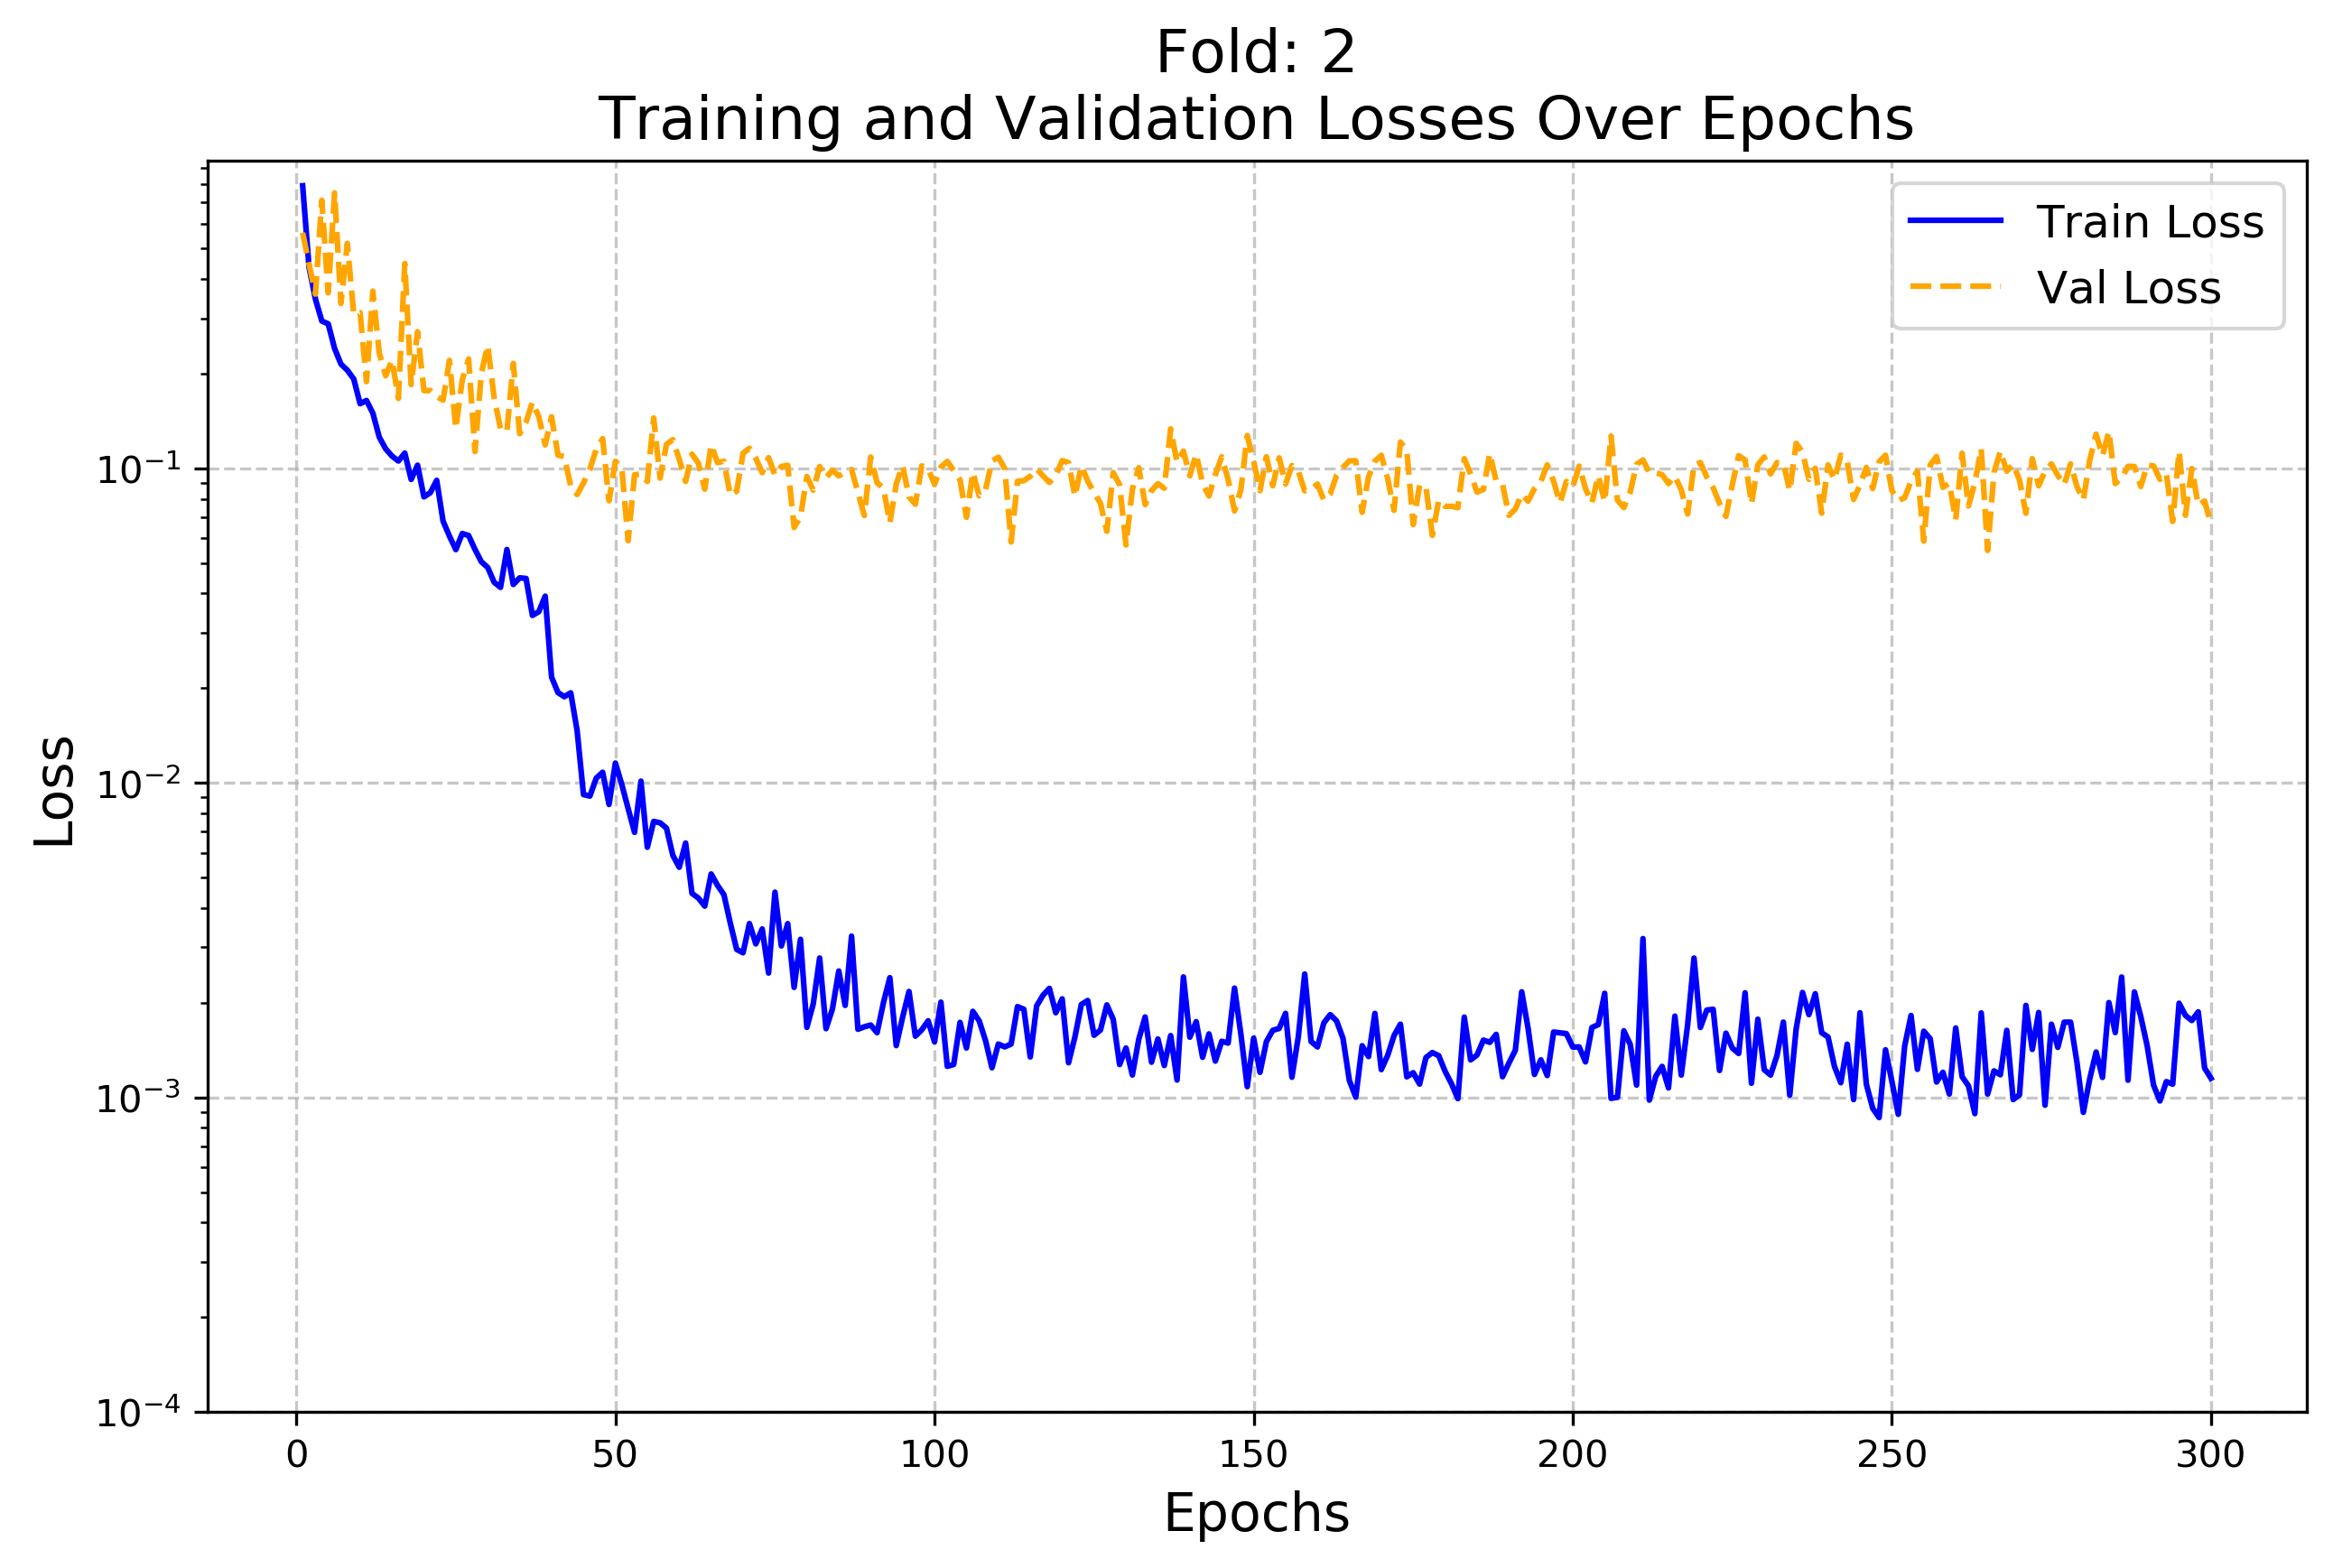 Fold: 2
Training and Validation Losses Over Epochs
Train Loss
Val Loss
Loss
10⁻¹
10⁻²
10⁻³
10⁻⁴
0 50 100 150 200 250 300
Epochs